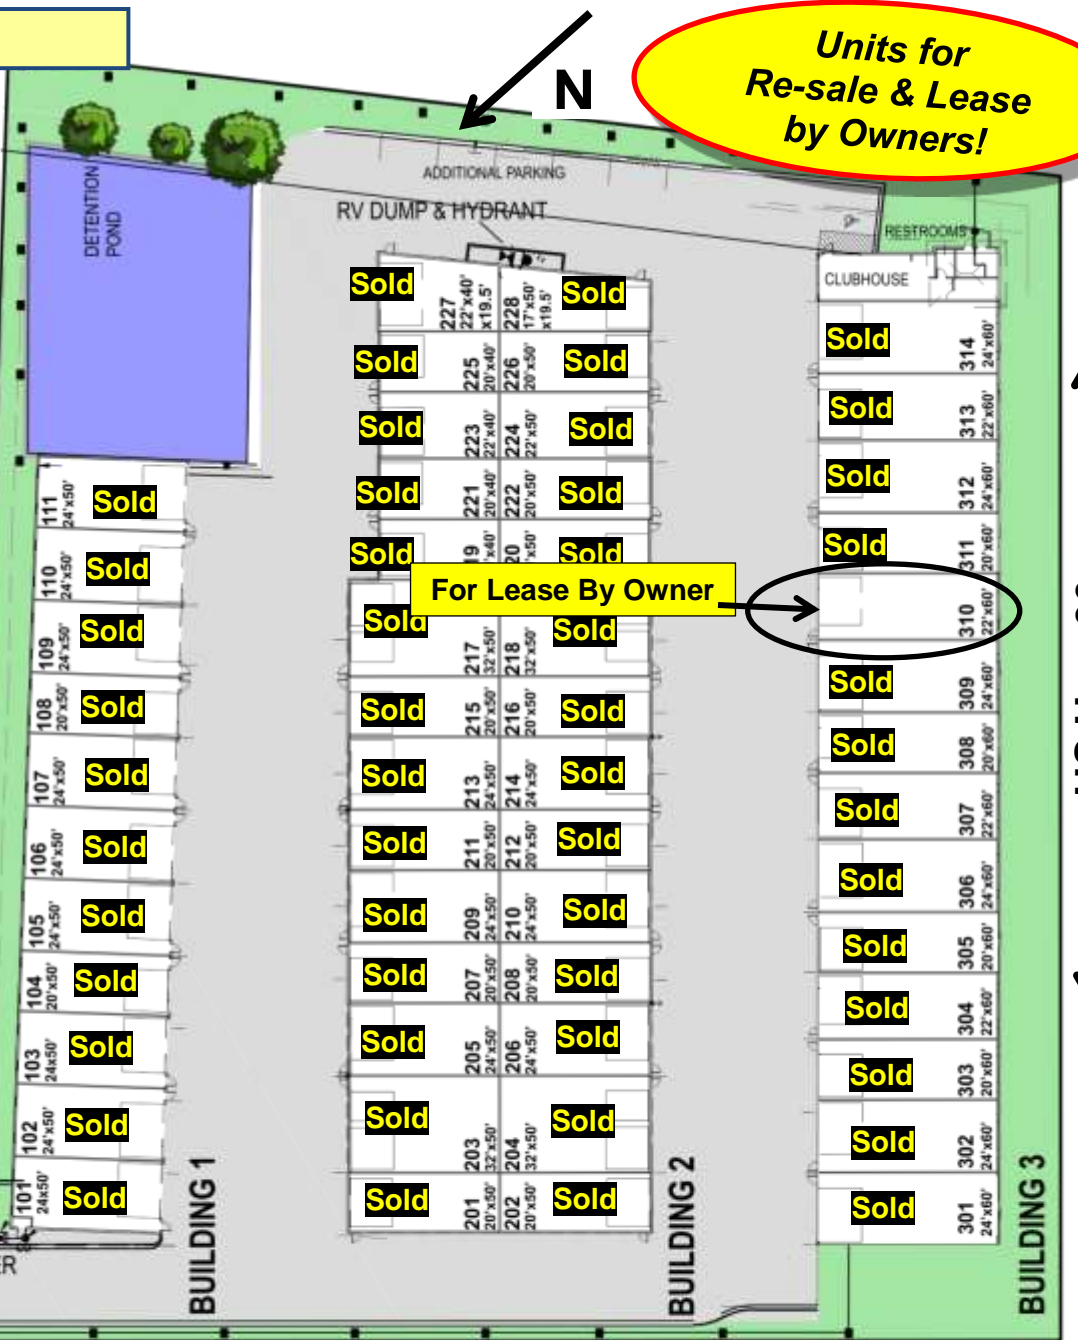 Units for
Re-sale & Lease
by Owners!
N
ADDITIONAL PARKING
RV DUMP & HYDRANT
DETENTION
POND
RESTROOMS
CLUBHOUSE
Sold
227
22'x40'
x19.5'
228
17'x50'
x19.5'
Sold
Sold
225
20'x40'
226
20'x50'
Sold
Sold
223
22'x40'
224
22'x50'
Sold
Sold
221
20'x40'
222
20'x50'
Sold
Sold
19
'x40'
20
'x50'
Sold
For Lease By Owner
Sold
217
32'x50'
218
32'x50'
Sold
Sold
215
20'x50'
216
20'x50'
Sold
Sold
213
24'x50'
214
24'x50'
Sold
Sold
211
20'x50'
212
20'x50'
Sold
Sold
209
24'x50'
210
24'x50'
Sold
Sold
207
20'x50'
208
20'x50'
Sold
Sold
205
24'x50'
206
24'x50'
Sold
Sold
203
32'x50'
204
32'x50'
Sold
Sold
201
20'x50'
202
20'x50'
Sold
111
24'x50'
Sold
110
24'x50'
Sold
109
24'x50'
Sold
108
20'x50'
Sold
107
24'x50'
Sold
106
24'x50'
Sold
105
24'x50'
Sold
104
20'x50'
Sold
103
24x50'
Sold
102
24'x50'
Sold
101
24x50'
Sold
Sold
314
24'x60'
Sold
313
22'x60'
Sold
312
24'x60'
Sold
311
20'x60'
310
22'x60'
Sold
309
24'x60'
Sold
308
20'x60'
Sold
307
22'x60'
Sold
306
24'x60'
Sold
305
20'x60'
Sold
304
22'x60'
Sold
303
20'x60'
Sold
302
24'x60'
Sold
301
24'x60'
BUILDING 1
BUILDING 2
BUILDING 3
ER